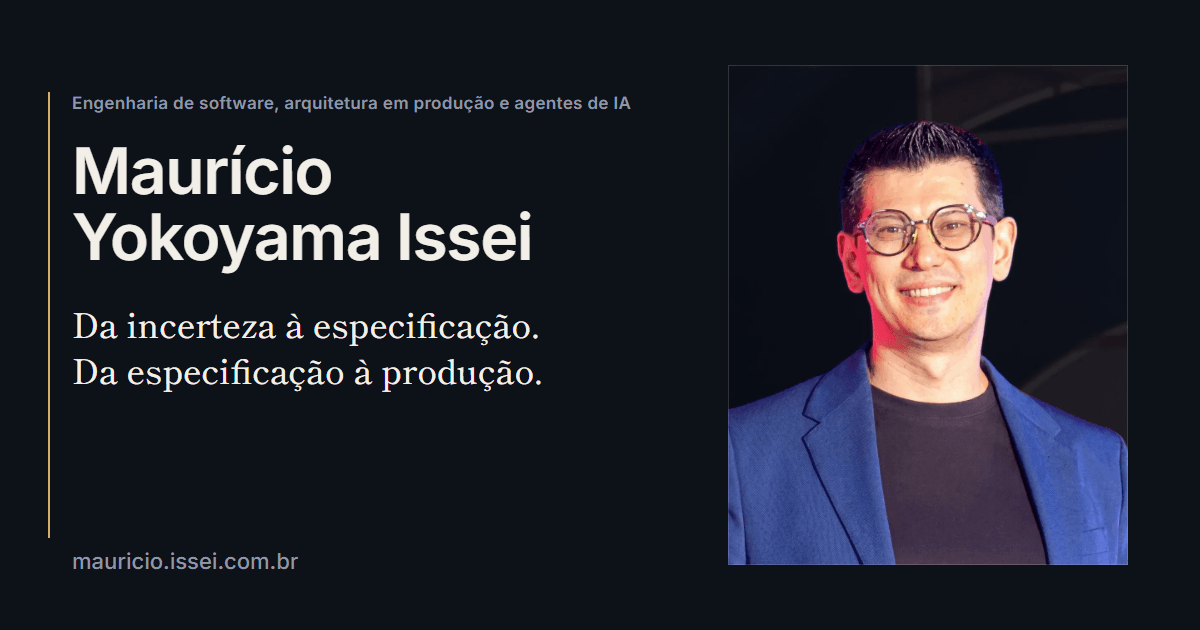 Engenharia de software, arquitetura em produção e agentes de IA
Maurício
Yokoyama Issei
Da incerteza à especificação.
Da especificação à produção.
mauricio.issei.com.br